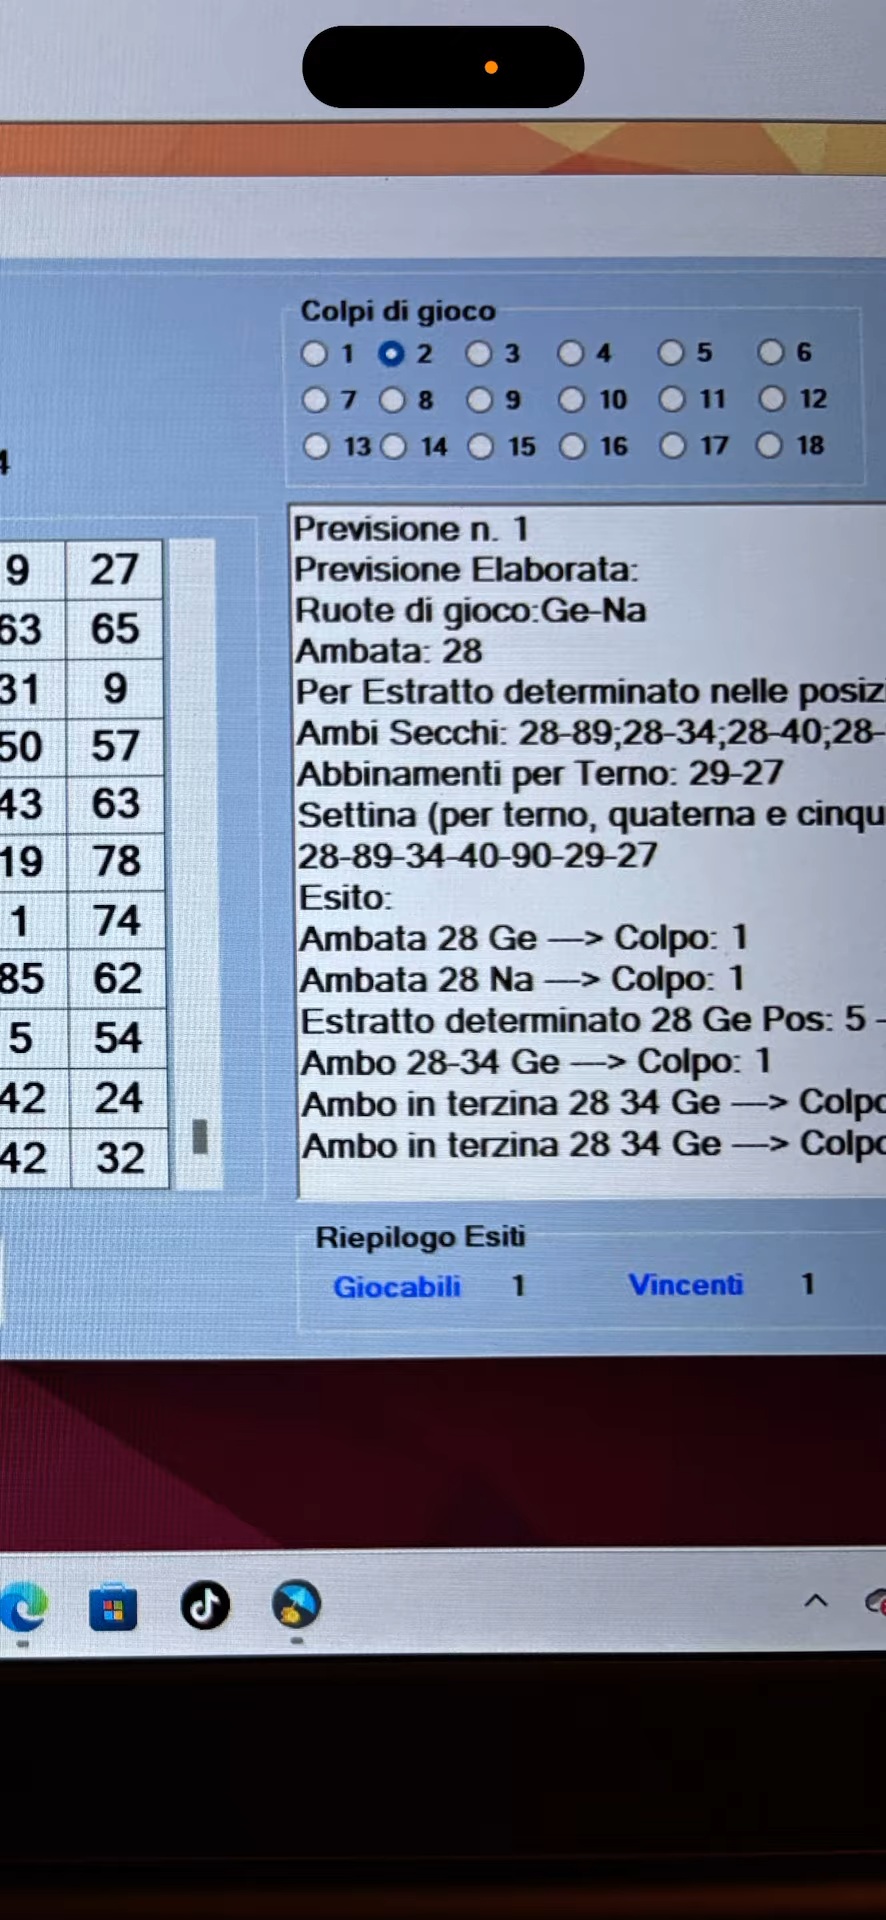 Colpi di gioco
1 2 3 4 5 6
7 8 9 10 11 12
13 14 15 16 17 18
4
9 27
63 65
31 9
50 57
43 63
19 78
1 74
85 62
5 54
42 24
42 32
Previsione n. 1
Previsione Elaborata:
Ruote di gioco:Ge-Na
Ambata: 28
Per Estratto determinato nelle posiz
Ambi Secchi: 28-89;28-34;28-40;28-
Abbinamenti per Terno: 29-27
Settina (per terno, quaterna e cinqu
28-89-34-40-90-29-27
Esito:
Ambata 28 Ge —> Colpo: 1
Ambata 28 Na —> Colpo: 1
Estratto determinato 28 Ge Pos: 5 -
Ambo 28-34 Ge —> Colpo: 1
Ambo in terzina 28 34 Ge —> Colpo
Ambo in terzina 28 34 Ge —> Colpo
Riepilogo Esiti
Giocabili 1 Vincenti 1